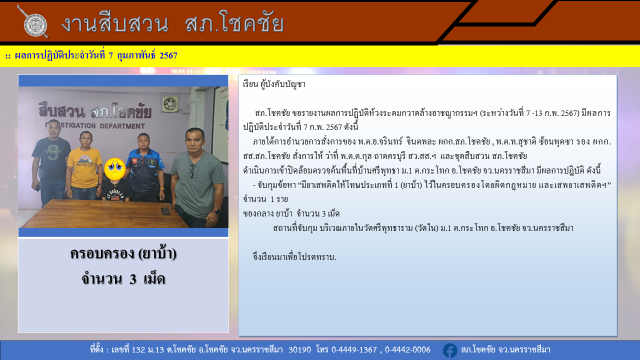 งานสืบสวน สภ.โชคชัย
:: ผลการปฏิบัติประจำวันที่ 7 กุมภาพันธ์ 2567
สืบสวน สภ.โชคชัย
INVESTIGATION DEPARTMENT
ครอบครอง (ยาบ้า)
จำนวน 3 เม็ด
เรียน ผู้บังคับบัญชา
สภ.โชคชัย ขอรายงานผลการปฏิบัติห้วงระดมกวาดล้างอาชญากรรมฯ (ระหว่างวันที่ 7 -13 ก.พ. 2567) มีผลการ
ปฏิบัติประจำวันที่ 7 ก.พ. 2567 ดังนี้
ภายใต้การอำนวยการสั่งการของ พ.ต.อ.จรินทร์ จินดพละ ผกก.สภ.โชคชัย , พ.ต.ท.สุชาติ ซ้อนพุดซา รอง ผกก.
สส.สภ.โชคชัย สั่งการให้ ว่าที่ พ.ต.ต.กุล อาดครบุรี สว.สส.ฯ และชุดสืบสวน สภ.โชคชัย
ดำเนินการเข้าปิดล้อมตรวจค้นพื้นที่บ้านศรีพุทธา ม.1 ต.กระโทก อ.โชคชัย จว.นครราชสีมา มีผลการปฏิบัติ ดังนี้
- จับกุมข้อหา “มียาเสพติดให้โทษประเภทที่ 1 (ยาบ้า) ไว้ในครอบครองโดยผิดกฎหมาย และเสพยาเสพติดฯ”
จำนวน 1 ราย
ของกลาง ยาบ้า จำนวน 3 เม็ด
สถานที่จับกุม บริเวณภายในวัดศรีพุทธาราม (วัดใน) ม.1 ต.กระโทก อ.โชคชัย จว.นครราชสีมา
จึงเรียนมาเพื่อโปรดทราบ.
ที่ตั้ง : เลขที่ 132 ม.13 ต.โชคชัย อ.โชคชัย จว.นครราชสีมา 30190 โทร 0-4449-1367 , 0-4442-0006 สภ.โชคชัย จว.นครราชสีมา